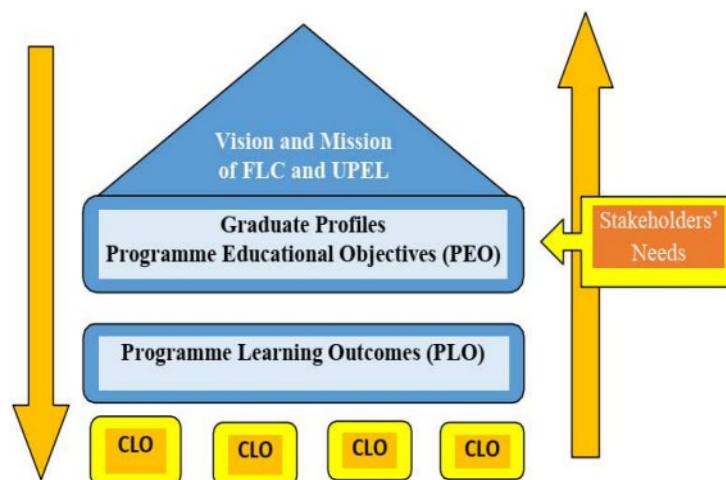 Vision and Mission
of FLC and UPEL
Graduate Profiles
Programme Educational Objectives (PEO)
Stakeholders'
Needs
Programme Learning Outcomes (PLO)
CLO
CLO
CLO
CLO